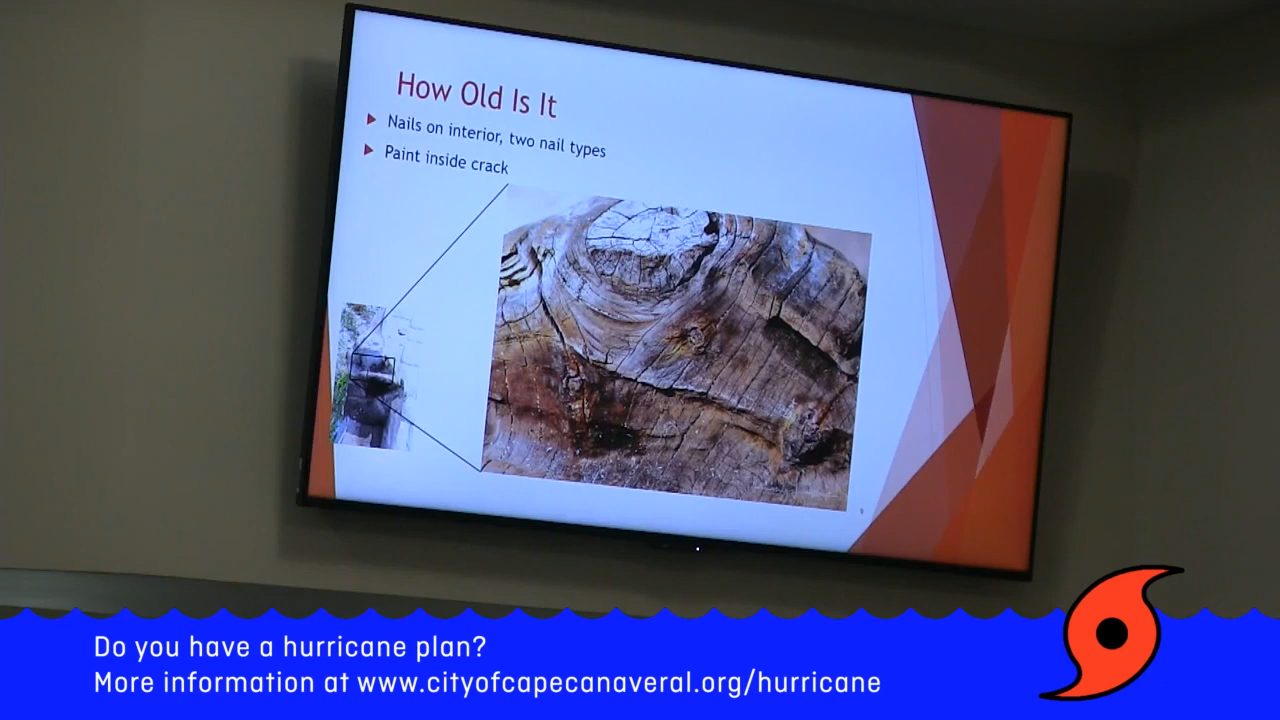 How Old Is It
Nails on interior, two nail types
Paint inside crack
9
Do you have a hurricane plan?
More information at www.cityofcapecanaveral.org/hurricane